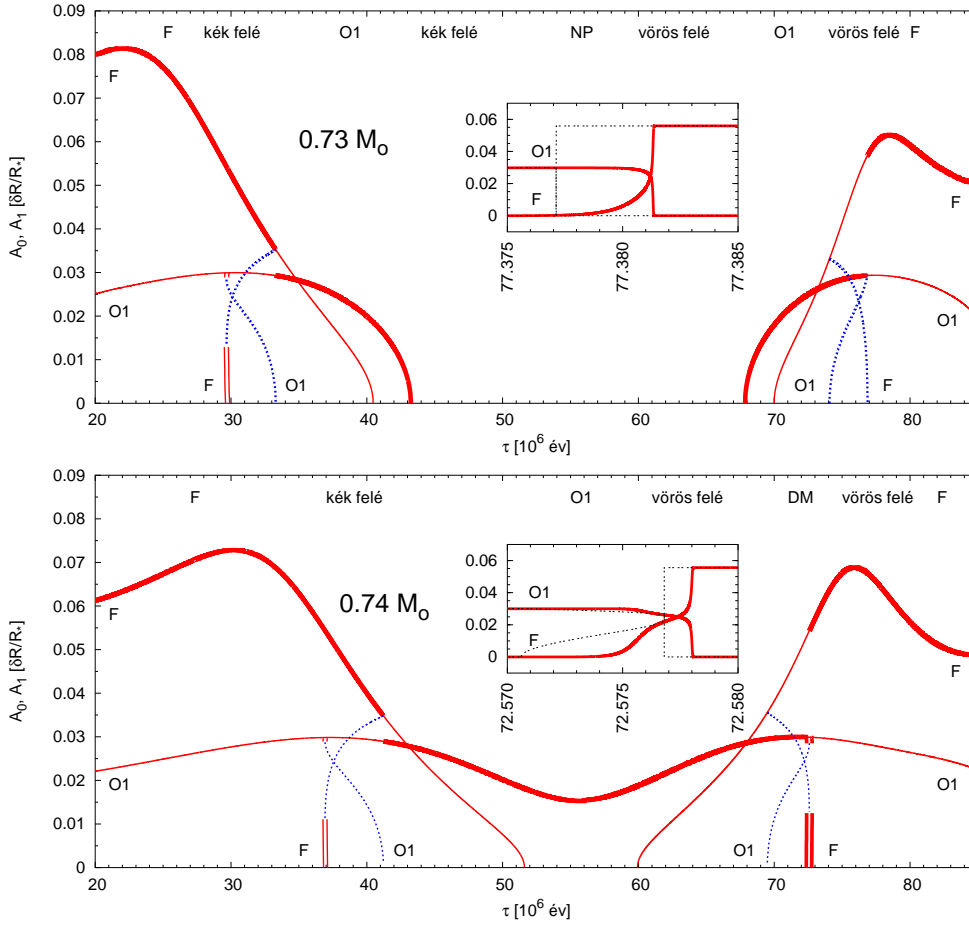 F kék felé O1 kék felé NP vörös felé O1 vörös felé F
0.09
0.08
0.07
0.06
0.05
0.04
0.03
0.02
0.01
0
A₀, A₁ [δR/R*]
F
0.73 M₀
O1
F
O1
0.06
0.04
0.02
0
O1
F
77.375
77.380
77.385
F
O1
O1
F
20 30 40 50 60 70 80
τ [10⁶ év]
F kék felé O1 vörös felé DM vörös felé F
0.09
0.08
0.07
0.06
0.05
0.04
0.03
0.02
0.01
0
A₀, A₁ [δR/R*]
F
0.74 M₀
O1
F
O1
0.06
0.04
0.02
0
O1
F
72.570
72.575
72.580
F
O1
O1
F
20 30 40 50 60 70 80
τ [10⁶ év]